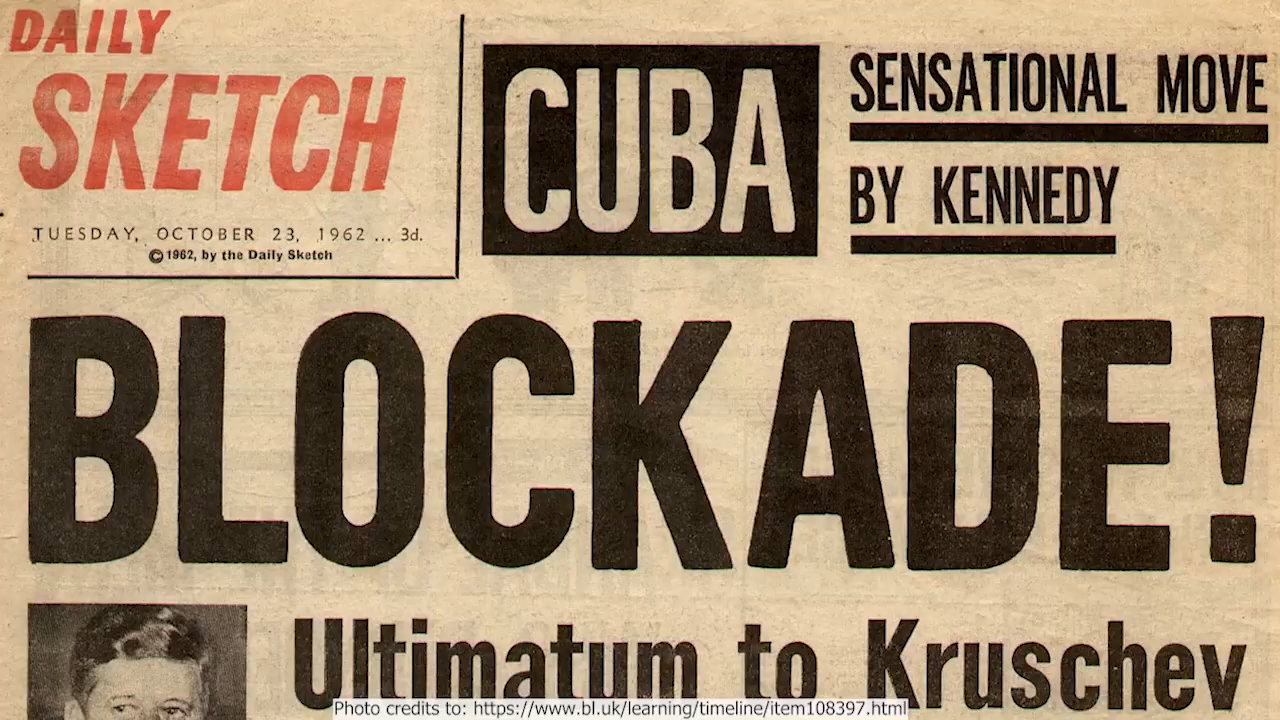 DAILY
SKETCH
TUESDAY, OCTOBER 23, 1962 ... 3d.
© 1962, by the Daily Sketch
CUBA
SENSATIONAL MOVE
BY KENNEDY
BLOCKADE!
Ultimatum to Kruschev
Photo credits to: https://www.bl.uk/learning/timeline/item108397.html